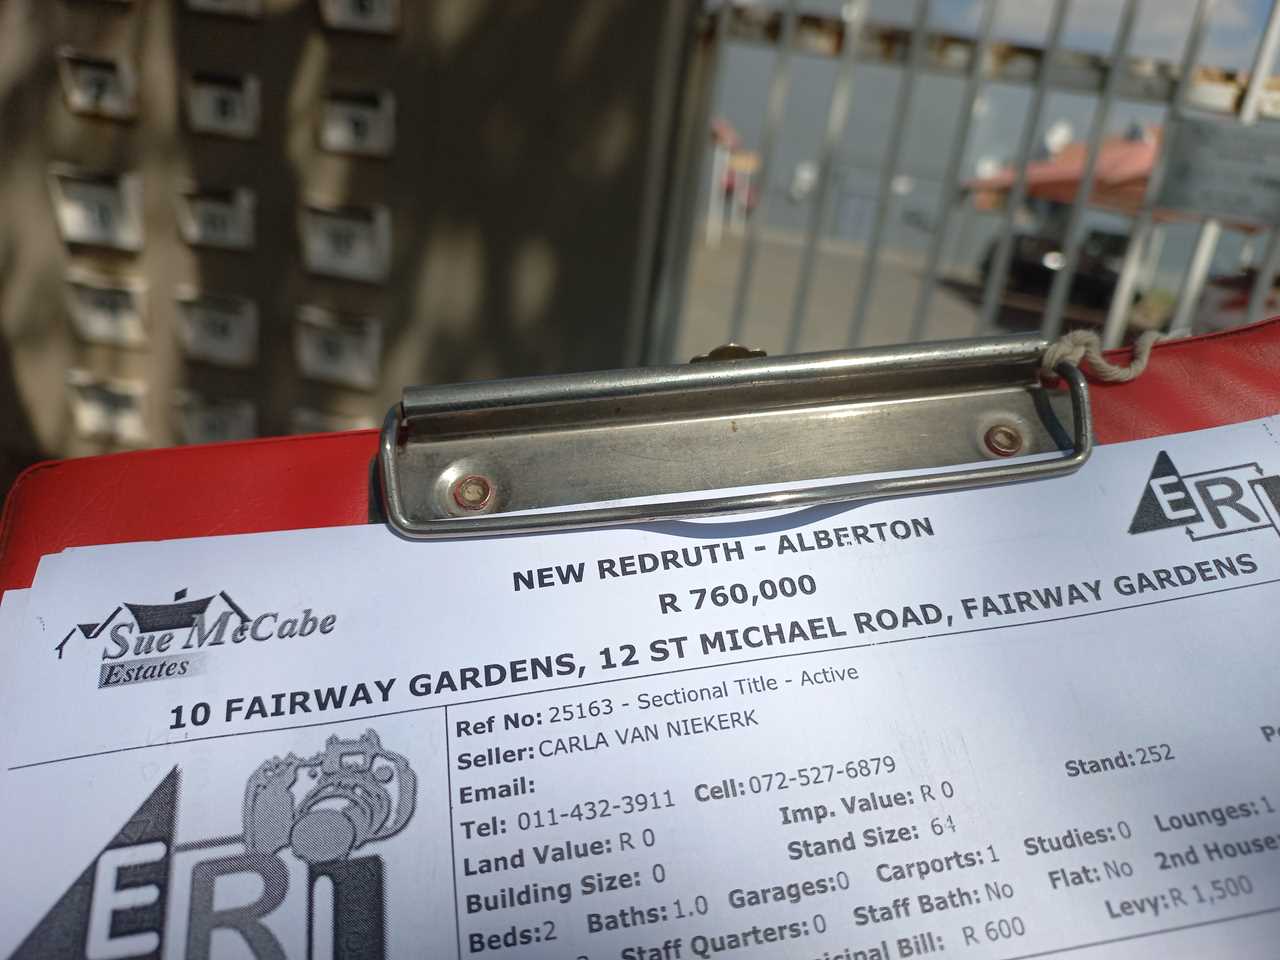 NEW REDRUTH - ALBERTON
R 760,000
10 FAIRWAY GARDENS, 12 ST MICHAEL ROAD, FAIRWAY GARDENS
Sue McCabe
Estates
ERI
Ref No: 25163 - Sectional Title - Active
Seller: CARLA VAN NIEKERK
Email:
Tel: 011-432-3911 Cell: 072-527-6879
Land Value: R 0 Imp. Value: R 0 Stand: 252
Building Size: 0 Stand Size: 64
Beds: 2 Baths: 1.0 Garages: 0 Carports: 1 Studies: 0 Lounges: 1
Staff Quarters: 0 Staff Bath: No Flat: No 2nd House:
Bill: R 600 Levy: R 1,500
ERI